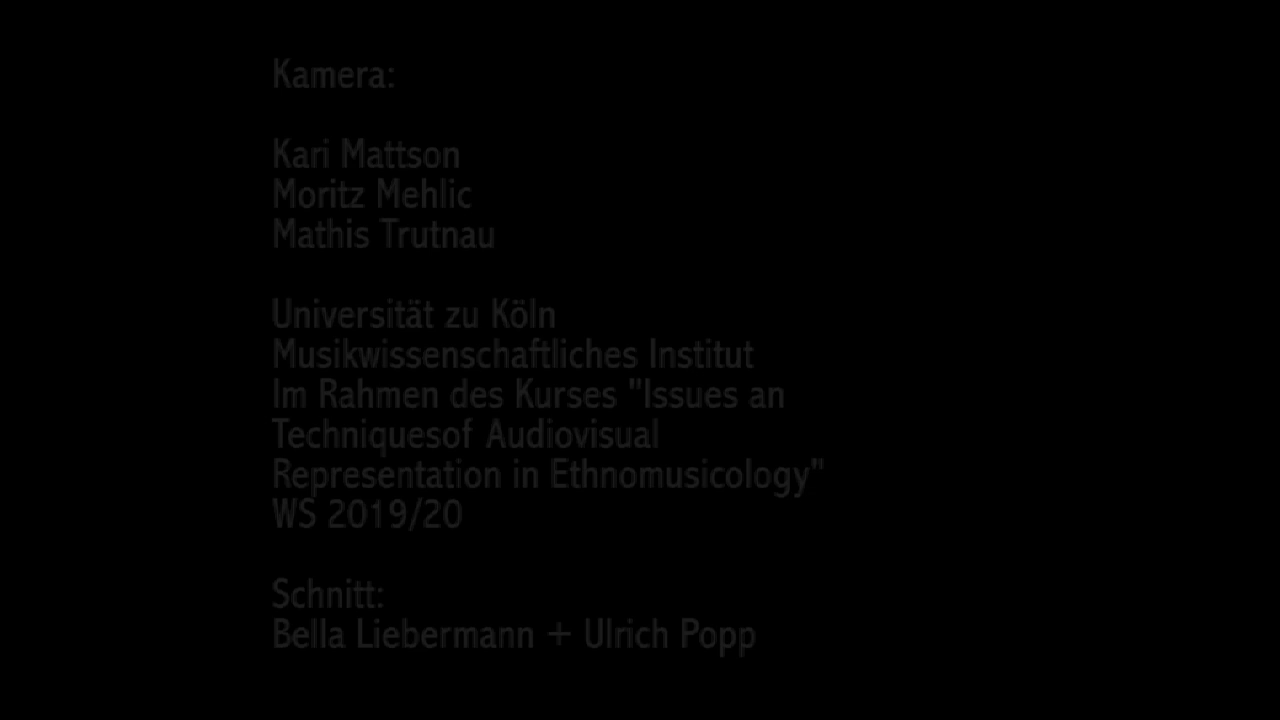 Kamera:
Kari Mattson
Moritz Mehlic
Mathis Trutnau
Universität zu Köln
Musikwissenschaftliches Institut
Im Rahmen des Kurses "Issues an
Techniquesof Audiovisual
Representation in Ethnomusicology"
WS 2019/20
Schnitt:
Bella Liebermann + Ulrich Popp